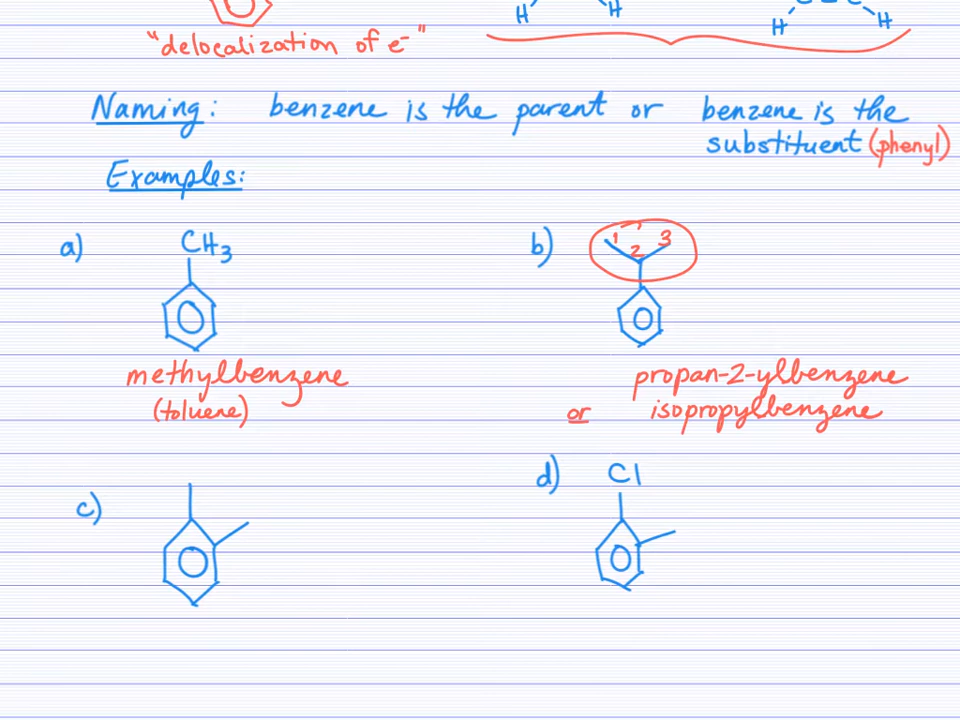 H H H H
"delocalization of e⁻"
Naming: benzene is the parent or benzene is the
substituent (phenyl)
Examples:
a) CH3
b) 1 2 3
methylbenzene
(toluene)
propan-2-ylbenzene
or isopropylbenzene
c)
d) Cl